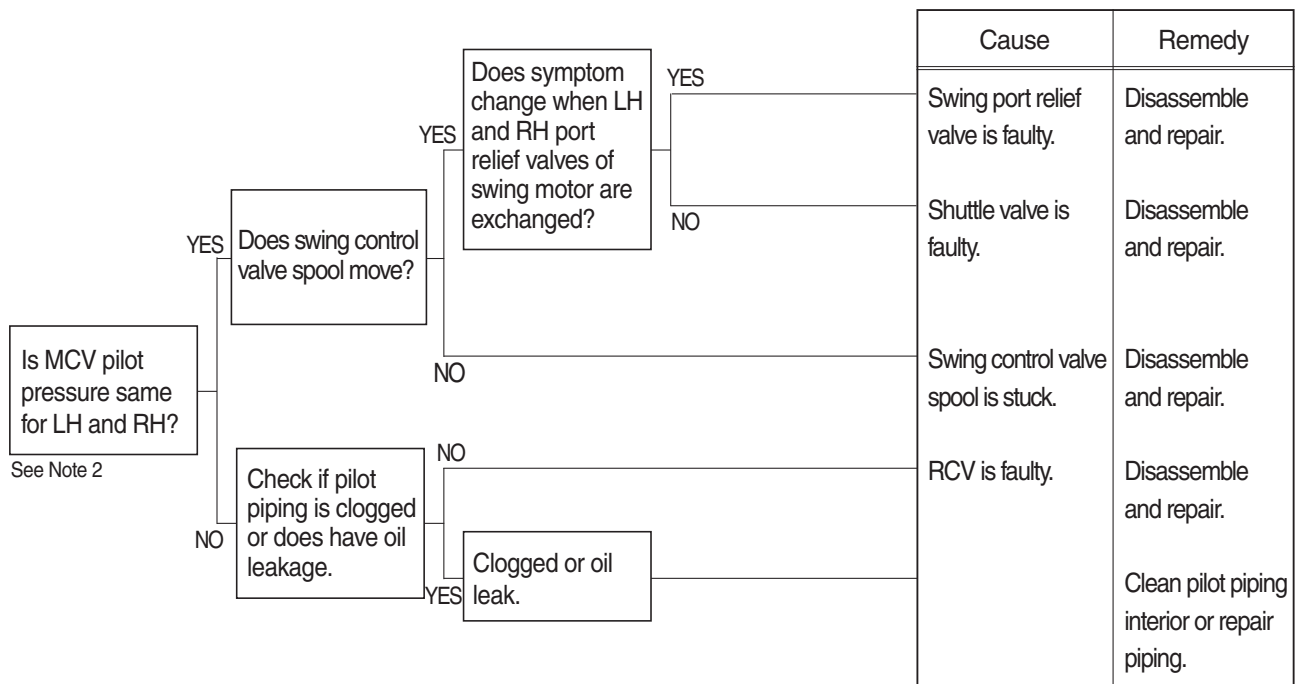 Is MCV pilot
pressure same
for LH and RH?
See Note 2
YES
Does swing control
valve spool move?
YES
Does symptom
change when LH
and RH port
relief valves of
swing motor are
exchanged?
YES
NO
NO
NO
Check if pilot
piping is clogged
or does have oil
leakage.
NO
YES
Clogged or oil
leak.
Cause
Remedy
Swing port relief
valve is faulty.
Disassemble
and repair.
Shuttle valve is
faulty.
Disassemble
and repair.
Swing control valve
spool is stuck.
Disassemble
and repair.
RCV is faulty.
Disassemble
and repair.
Clean pilot piping
interior or repair
piping.